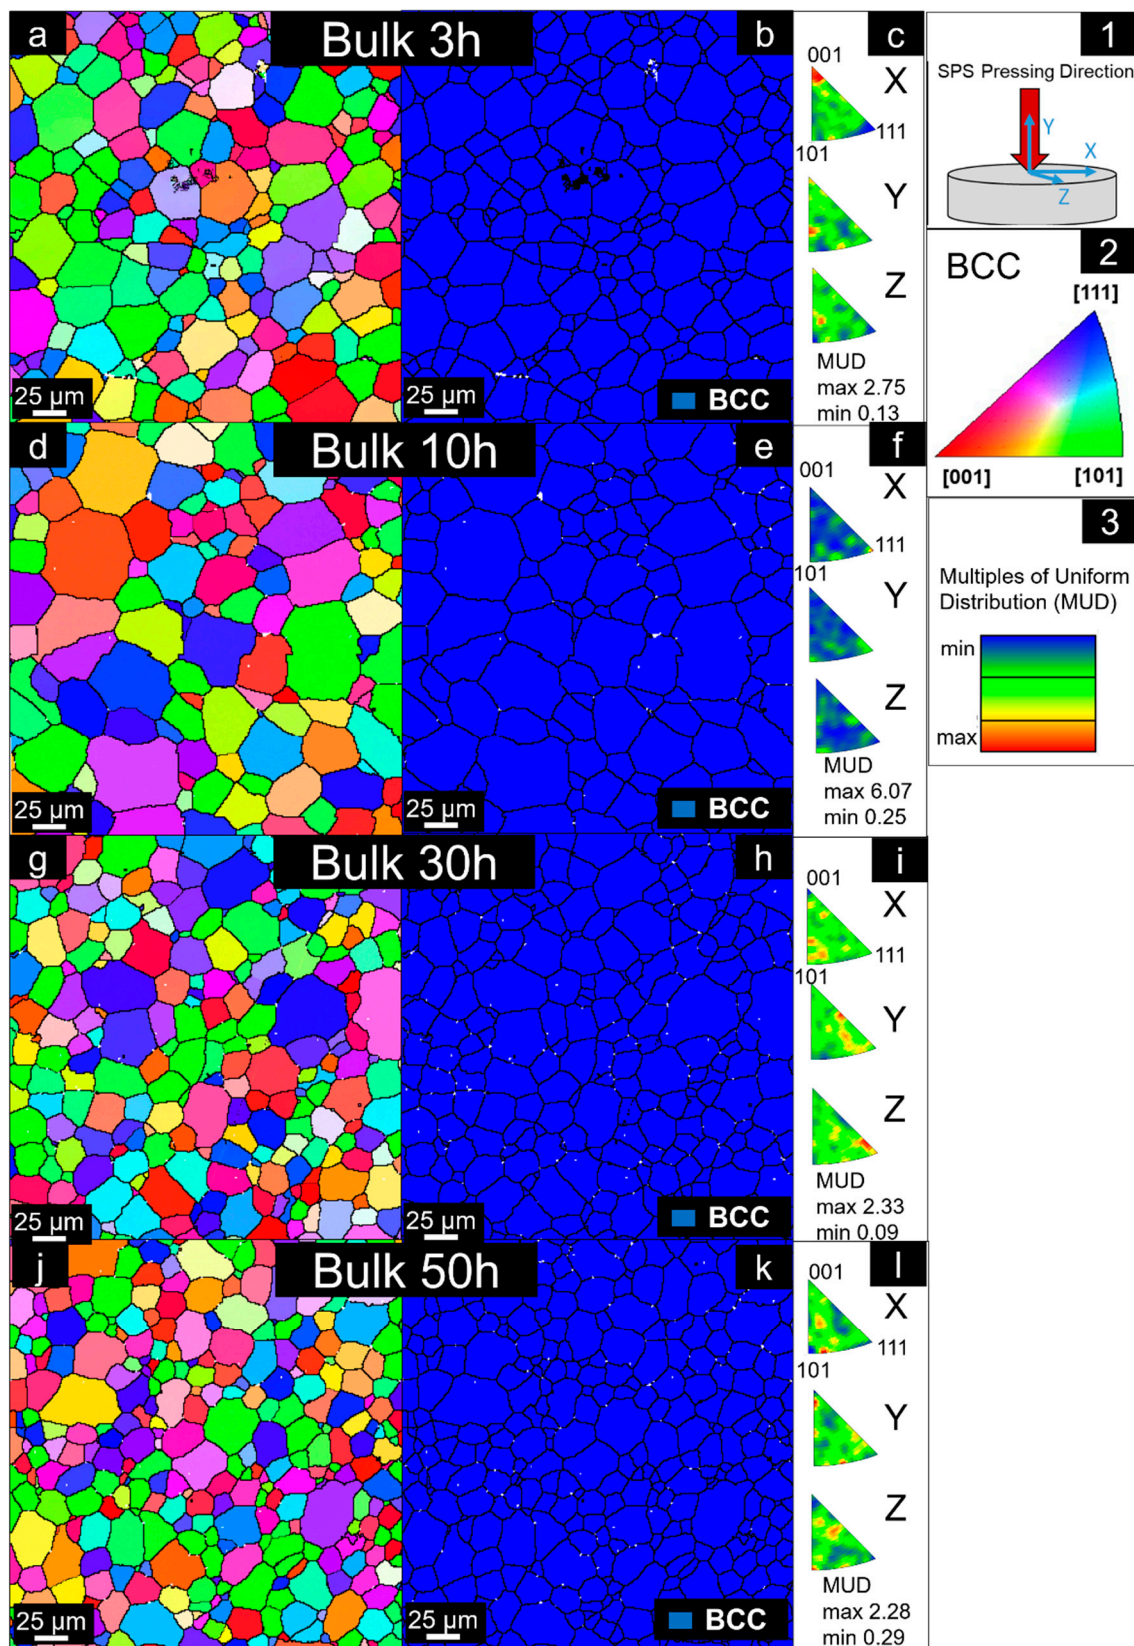 a
Bulk 3h
b
c
001
X
111
101
Y
Z
MUD
max 2.75
min 0.13
25 µm
25 µm
BCC
1
SPS Pressing Direction
Y
X
Z
2
BCC
[111]
[001]
[101]
3
Multiples of Uniform
Distribution (MUD)
min
max
d
Bulk 10h
e
f
001
X
111
101
Y
Z
MUD
max 6.07
min 0.25
25 µm
25 µm
BCC
g
Bulk 30h
h
i
001
X
111
101
Y
Z
MUD
max 2.33
min 0.09
25 µm
25 µm
BCC
j
Bulk 50h
k
l
001
X
111
101
Y
Z
MUD
max 2.28
min 0.29
25 µm
25 µm
BCC